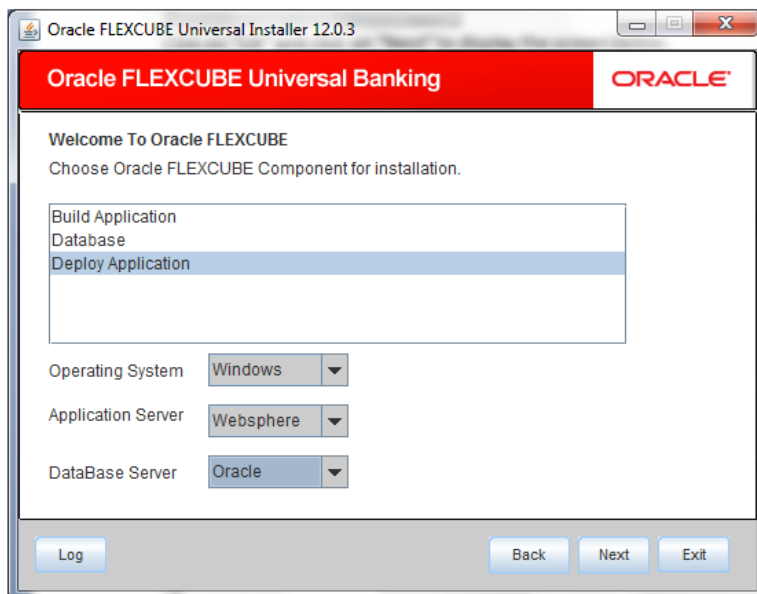 Oracle FLEXCUBE Universal Installer 12.0.3
Oracle FLEXCUBE Universal Banking
ORACLE
Welcome To Oracle FLEXCUBE
Choose Oracle FLEXCUBE Component for installation.
Build Application
Database
Deploy Application
Operating System Windows
Application Server Websphere
DataBase Server Oracle
Log Back Next Exit